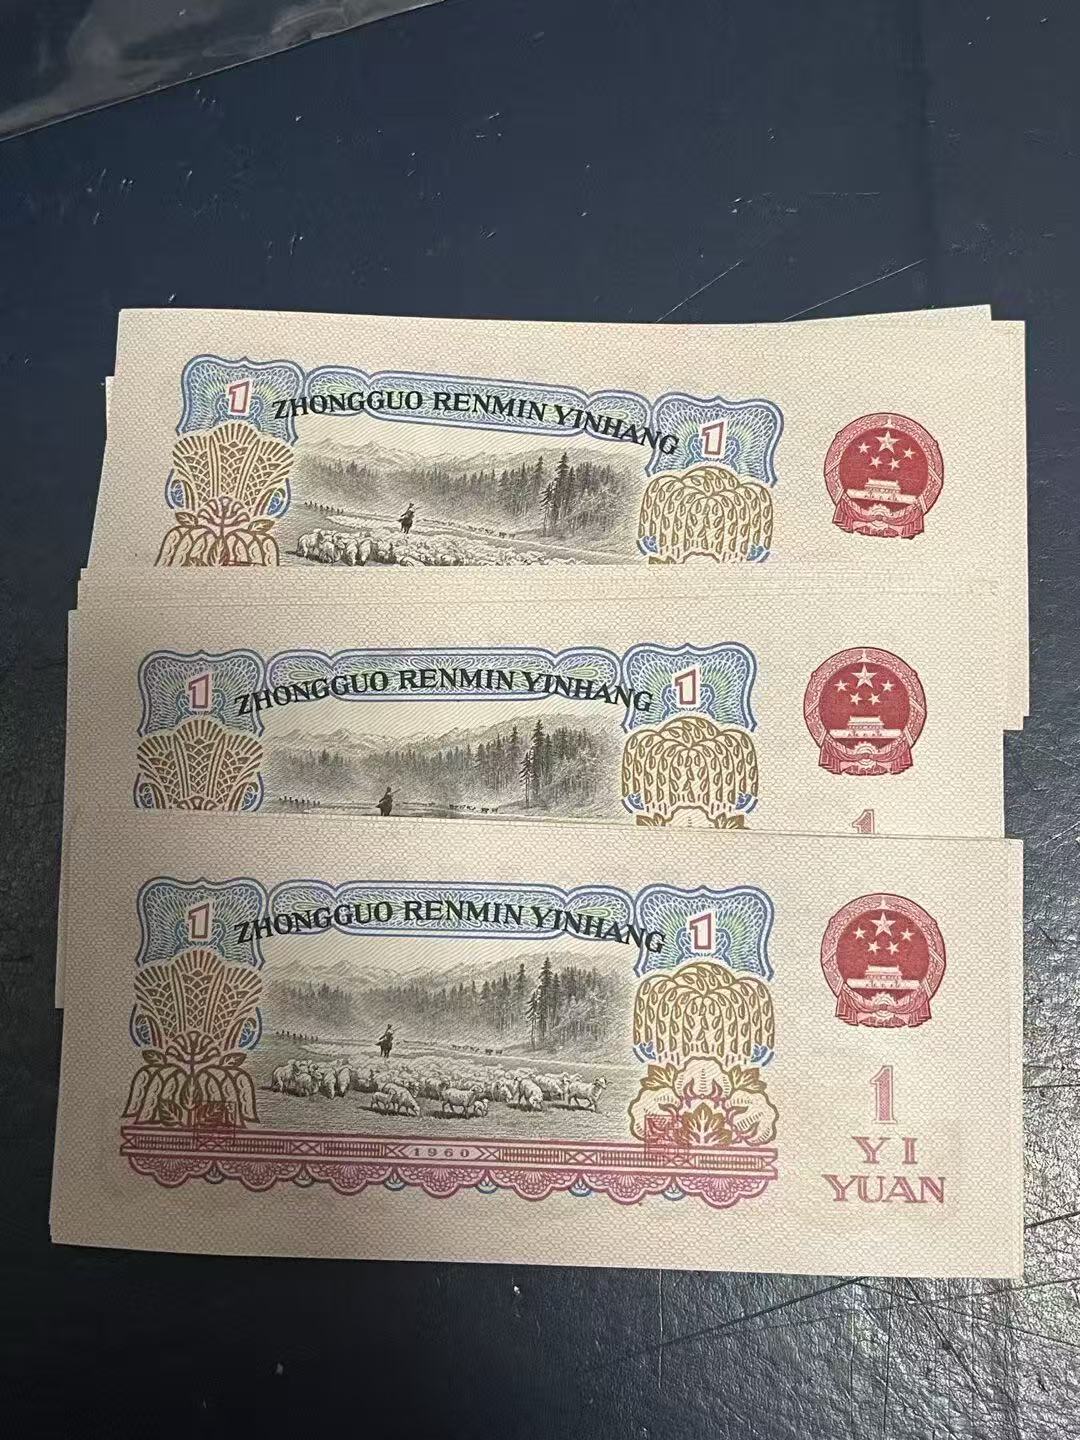 1 ZHONGGUO RENMIN YINHANG 1
1 ZHONGGUO RENMIN YINHANG 1
1
1 ZHONGGUO RENMIN YINHANG 1
1960
1
YI
YUAN